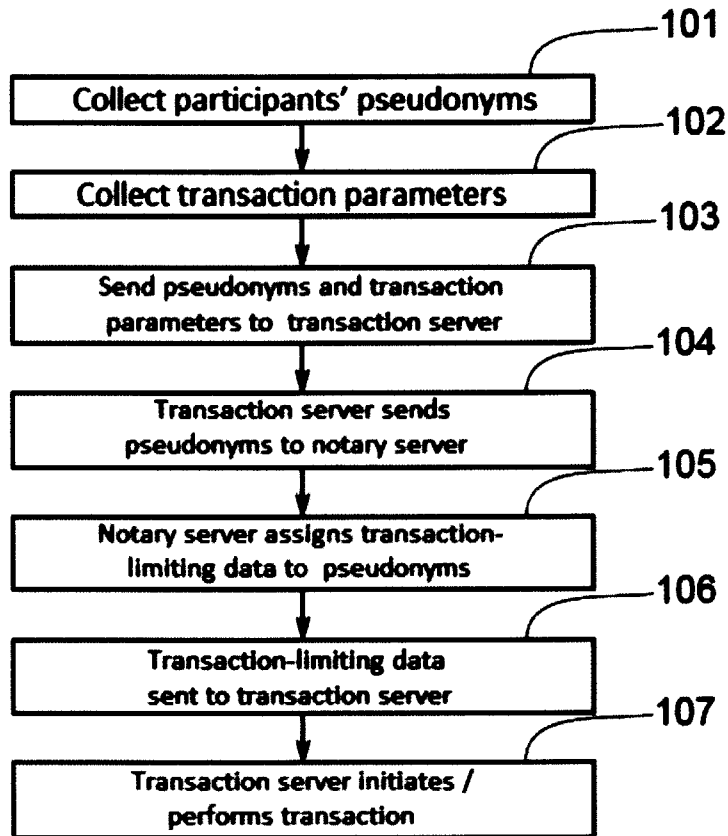 101
Collect participants' pseudonyms
102
Collect transaction parameters
103
Send pseudonyms and transaction
parameters to transaction server
104
Transaction server sends
pseudonyms to notary server
105
Notary server assigns transaction-
limiting data to pseudonyms
106
Transaction-limiting data
sent to transaction server
107
Transaction server initiates /
performs transaction